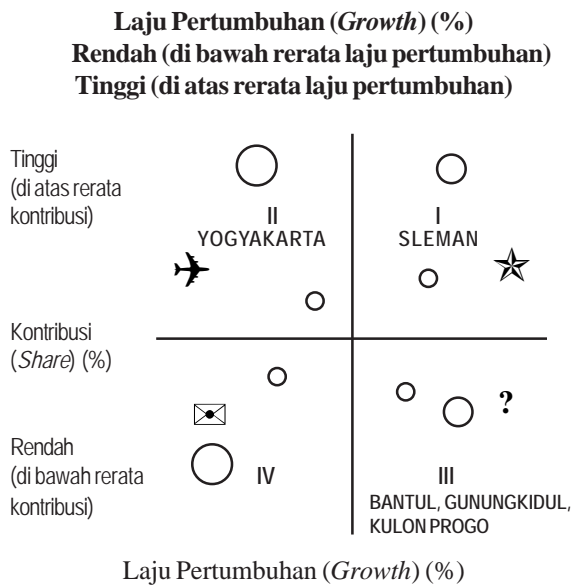 Laju Pertumbuhan (Growth) (%)
Rendah (di bawah rerata laju pertumbuhan)
Tinggi (di atas rerata laju pertumbuhan)
Tinggi
(di atas rerata
kontribusi)
II
YOGYAKARTA
I
SLEMAN
Kontribusi
(Share) (%)
?
Rendah
(di bawah rerata
kontribusi)
IV
III
BANTUL, GUNUNGKIDUL,
KULON PROGO
Laju Pertumbuhan (Growth) (%)